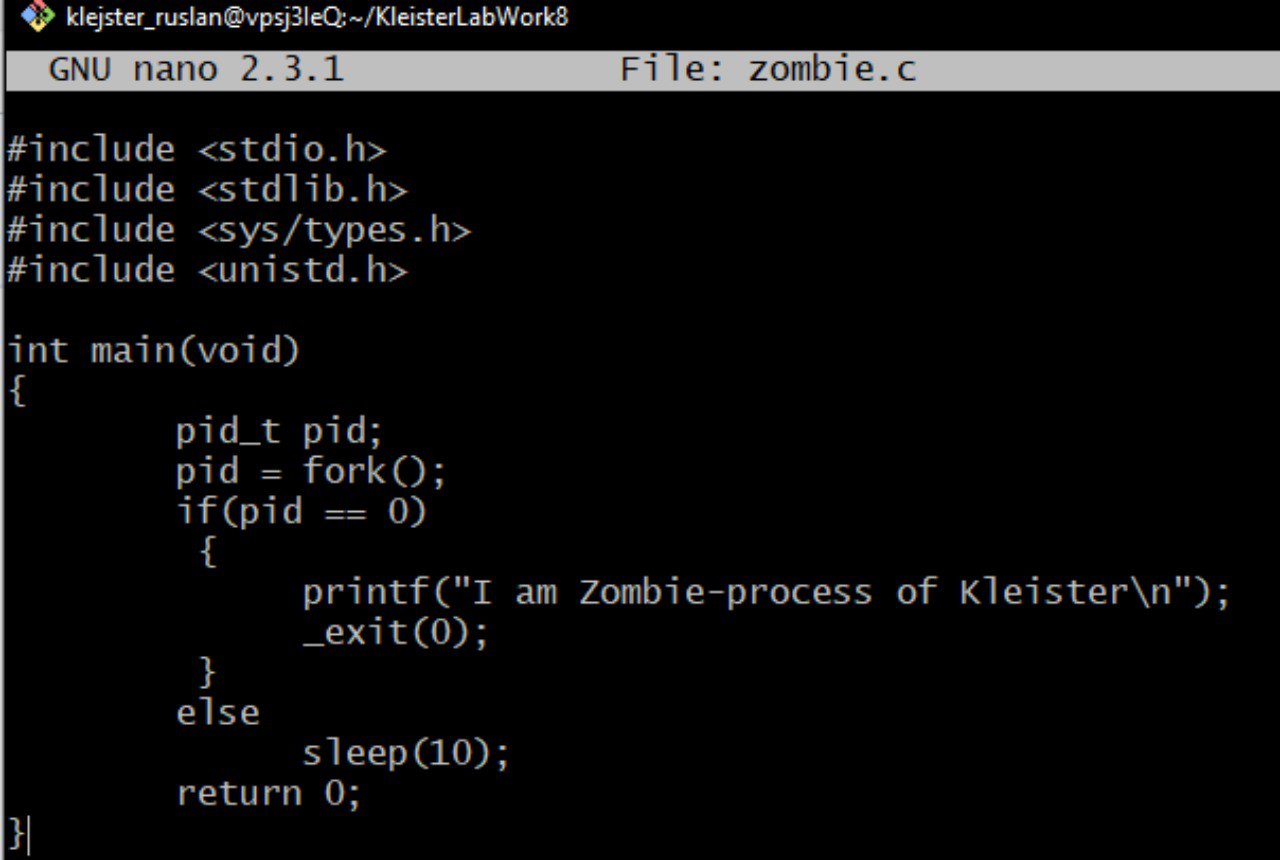 klejster_ruslan@vpsj3leQ:~/KleisterLabWork8
GNU nano 2.3.1 File: zombie.c
#include <stdio.h>
#include <stdlib.h>
#include <sys/types.h>
#include <unistd.h>
int main(void)
{
pid_t pid;
pid = fork();
if(pid == 0)
{
printf("I am Zombie-process of Kleister\n");
_exit(0);
}
else
sleep(10);
return 0;
}